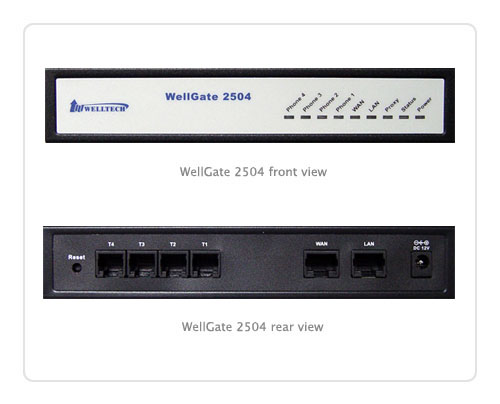 WELLTECH
WellGate 2504
Phone 4 Phone 3 Phone 2 Phone 1 WAN LAN Proxy Status Power
WellGate 2504 front view
Reset T4 T3 T2 T1 WAN LAN DC 12V
WellGate 2504 rear view